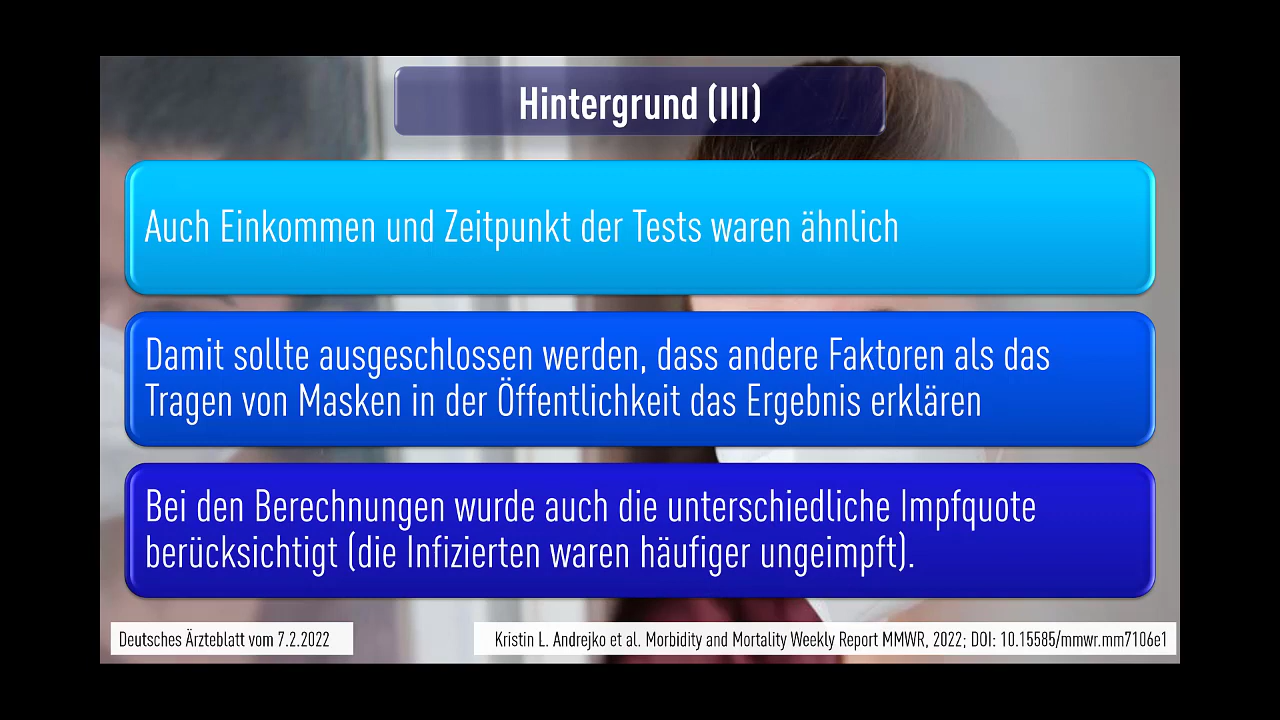 Hintergrund (III)
Auch Einkommen und Zeitpunkt der Tests waren ähnlich
Damit sollte ausgeschlossen werden, dass andere Faktoren als das
Tragen von Masken in der Öffentlichkeit das Ergebnis erklären
Bei den Berechnungen wurde auch die unterschiedliche Impfquote
berücksichtigt (die Infizierten waren häufiger ungeimpft).
Deutsches Ärzteblatt vom 7.2.2022
Kristin L. Andrejko et al. Morbidity and Mortality Weekly Report MMWR, 2022; DOI: 10.15585/mmwr.mm7106e1